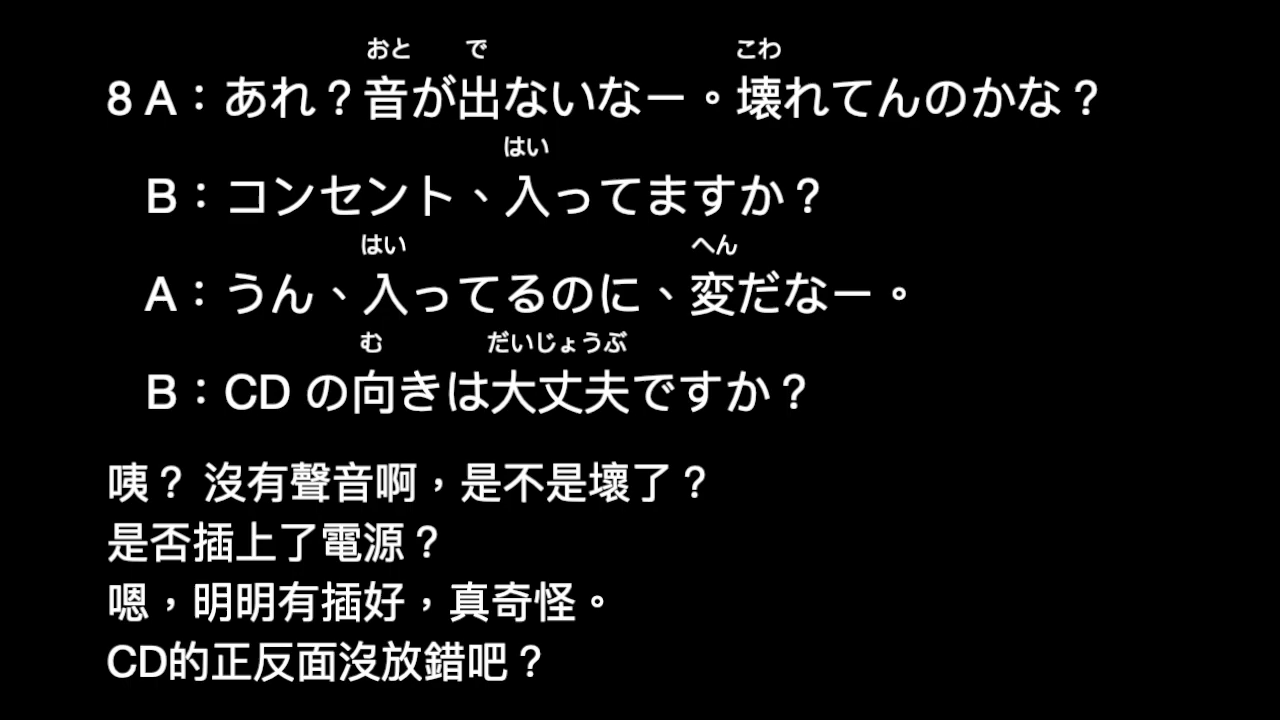 おと で こわ
8 A：あれ？音が出ないなー。壊れてんのかな？
はい
B：コンセント、入ってますか？
はい へん
A：うん、入ってるのに、変だなー。
む だいじょうぶ
B：CD の向きは大丈夫ですか？
咦？ 沒有聲音啊，是不是壞了？
是否插上了電源？
嗯，明明有插好，真奇怪。
CD的正反面沒放錯吧？